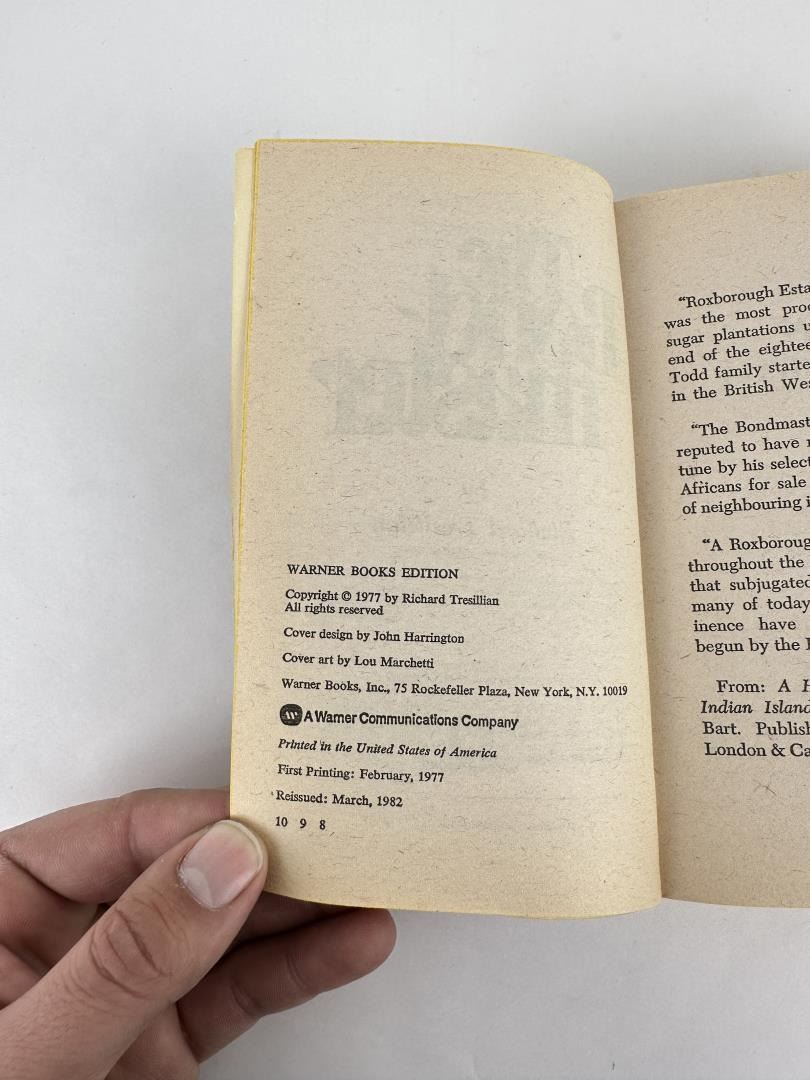 WARNER BOOKS EDITION
Copyright © 1977 by Richard Tresillian
All rights reserved
Cover design by John Harrington
Cover art by Lou Marchetti
Warner Books, Inc., 75 Rockefeller Plaza, New York, N.Y. 10019
A Warner Communications Company
Printed in the United States of America
First Printing: February, 1977
Reissued: March, 1982
10 9 8
"Roxborough Esta
was the most prod
sugar plantations u
end of the eightee
Todd family starte
in the British Wes
"The Bondmast
reputed to have
tune by his select
Africans for sale
of neighbouring i
"A Roxboroug
throughout the
that subjugated
many of today
inence have
begun by the
From: A H
Indian Island
Bart. Publish
London & Ca